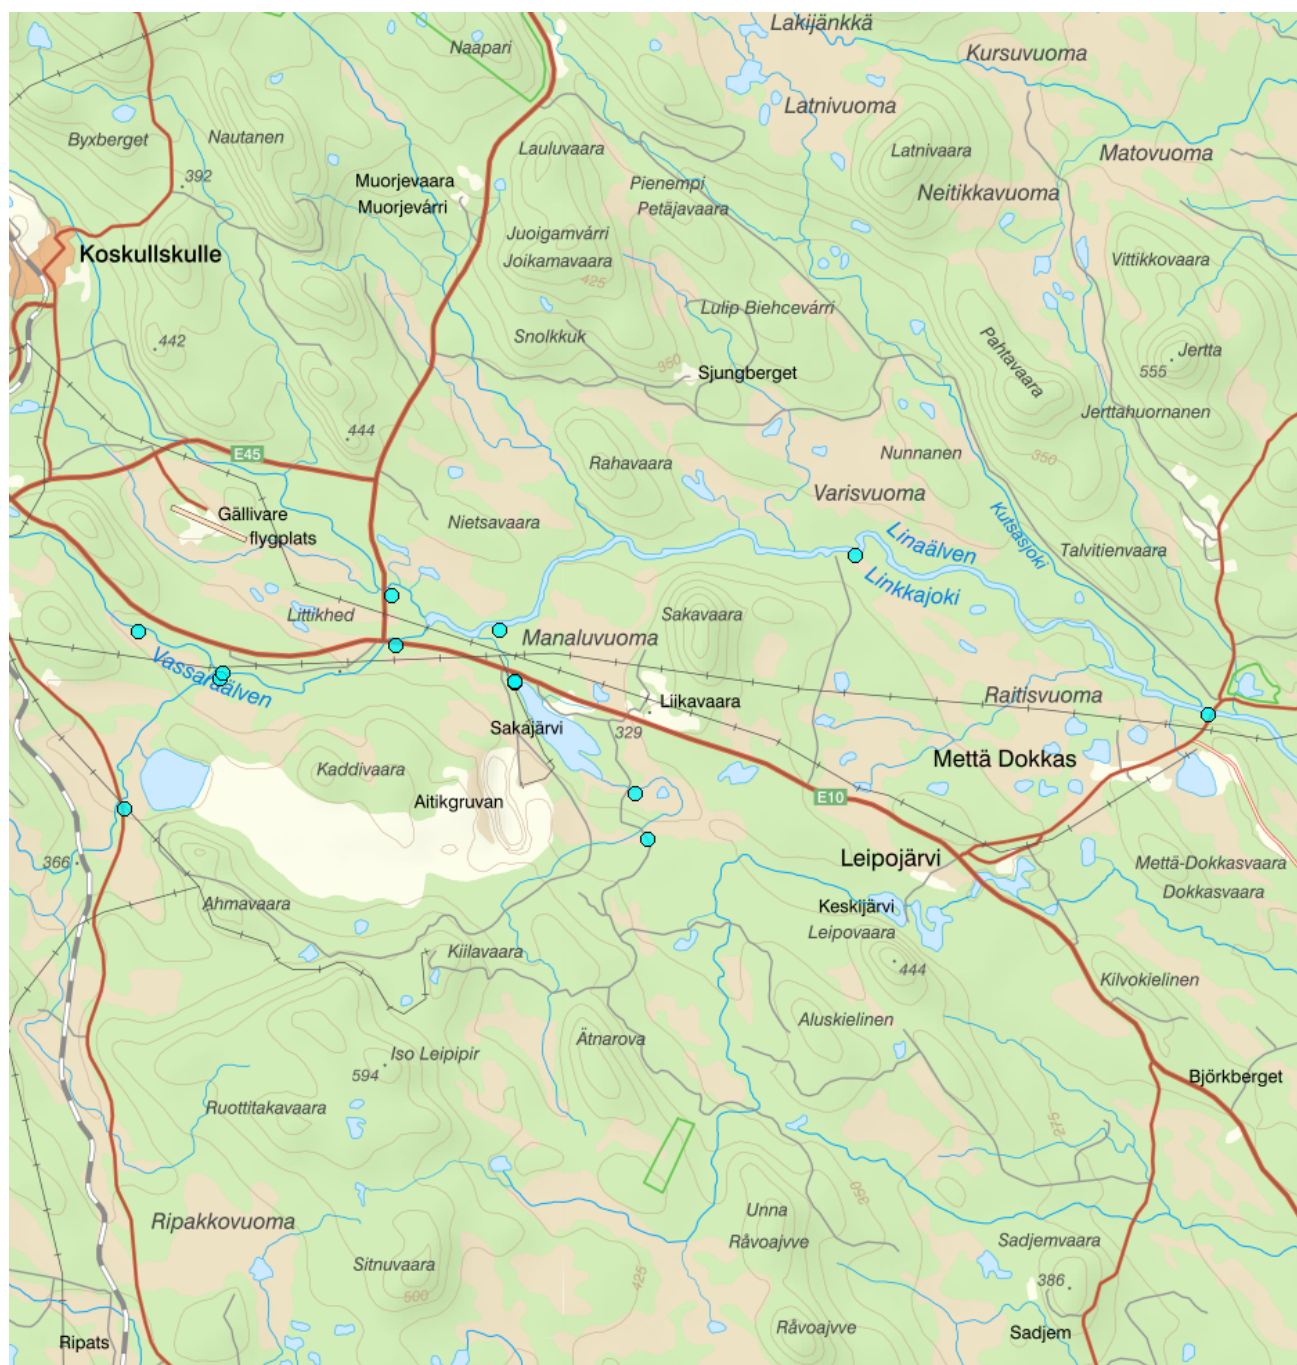 Lakijänkkä
Naapari
Kursuvuoma
Latnivuoma
Byxberget
Nautanen
Lauluvaara
Latnivaara
Matovuoma
392
Muorjevaara
Muorjevárri
Pienempi
Petäjavaara
Neitikkavuoma
Koskullskulle
Juoigamvárri
Joikamavaara
425
Vittikkovaara
Lulip Biehcevárri
442
Snolkkuk
350
Sjungberget
Pahtavaara
Jertta
555
Jerttahuornanen
444
E45
Rahavaara
Nunnanen
350
Varisvuoma
Gällivare
flygplats
Nietsavaara
Linaälven
Kutsasjoki
Talvitienvaara
Linkkajoki
Littikhed
Manaluvuoma
Sakavaara
Vassaraälven
Raitisvuoma
Liikavaara
Sakajärvi
329
Mettä Dokkas
Kaddivaara
Aitikgruvan
E10
366
Leipojärvi
Mettä-Dokkasvaara
Dokkasvaara
Ahmavaara
Keskijärvi
Leipovaara
Kiilavaara
444
Kilvokielinen
Aluskielinen
Ätnarova
Iso Leipipir
594
Björkberget
Ruottitakavaara
275
350
Unna
Råvoajvve
Ripakkovuoma
Sadjemvaara
Sitnuvaara
425
386
500
Råvoajvve
Sadjem
Ripats